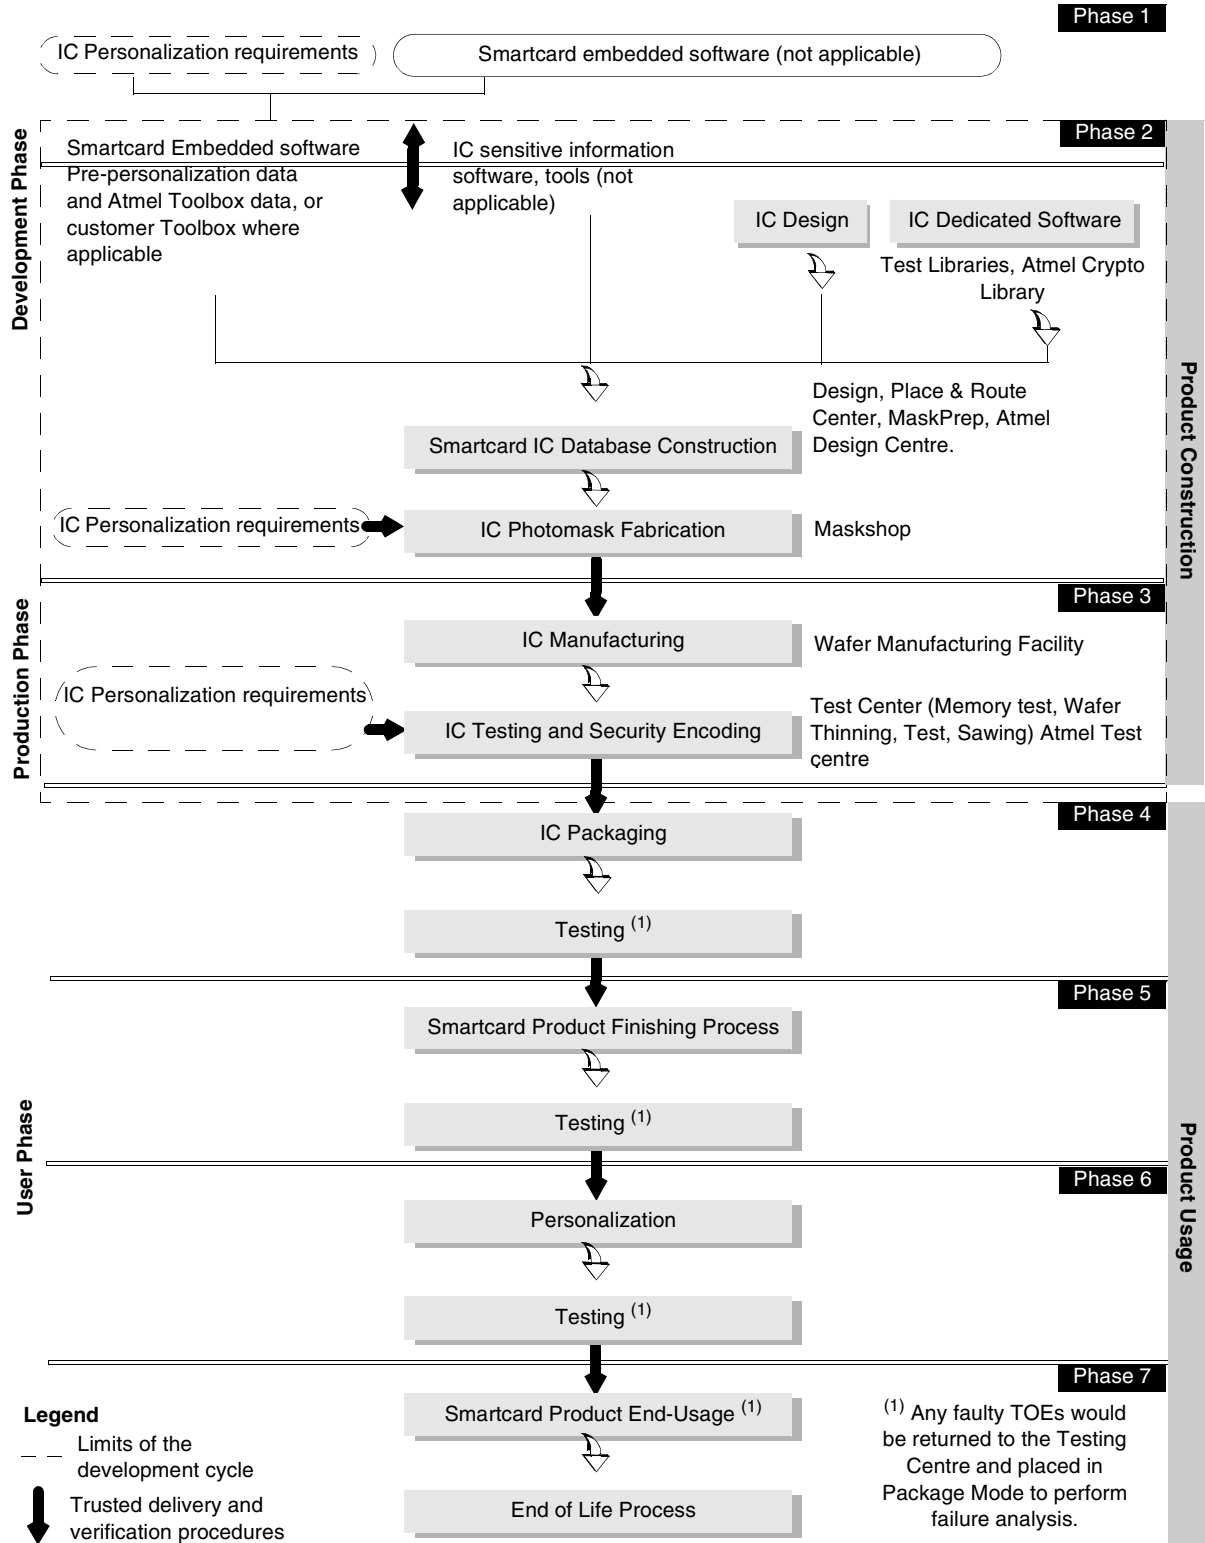 Phase 1
IC Personalization requirements
Smartcard embedded software (not applicable)
Development Phase
Phase 2
Smartcard Embedded software
Pre-personalization data
and Atmel Toolbox data, or
customer Toolbox where
applicable
IC sensitive information
software, tools (not
applicable)
IC Design
IC Dedicated Software
Test Libraries, Atmel Crypto
Library
Product Construction
Design, Place & Route
Center, MaskPrep, Atmel
Design Centre.
Smartcard IC Database Construction
IC Personalization requirements
IC Photomask Fabrication
Maskshop
Production Phase
Phase 3
IC Manufacturing
Wafer Manufacturing Facility
IC Personalization requirements
IC Testing and Security Encoding
Test Center (Memory test, Wafer
Thinning, Test, Sawing) Atmel Test
centre
Phase 4
IC Packaging
Testing (1)
Phase 5
Smartcard Product Finishing Process
Testing (1)
User Phase
Product Usage
Phase 6
Personalization
Testing (1)
Phase 7
Smartcard Product End-Usage (1)
End of Life Process
(1) Any faulty TOEs would
be returned to the Testing
Centre and placed in
Package Mode to perform
failure analysis.
Legend
Limits of the
development cycle
Trusted delivery and
verification procedures